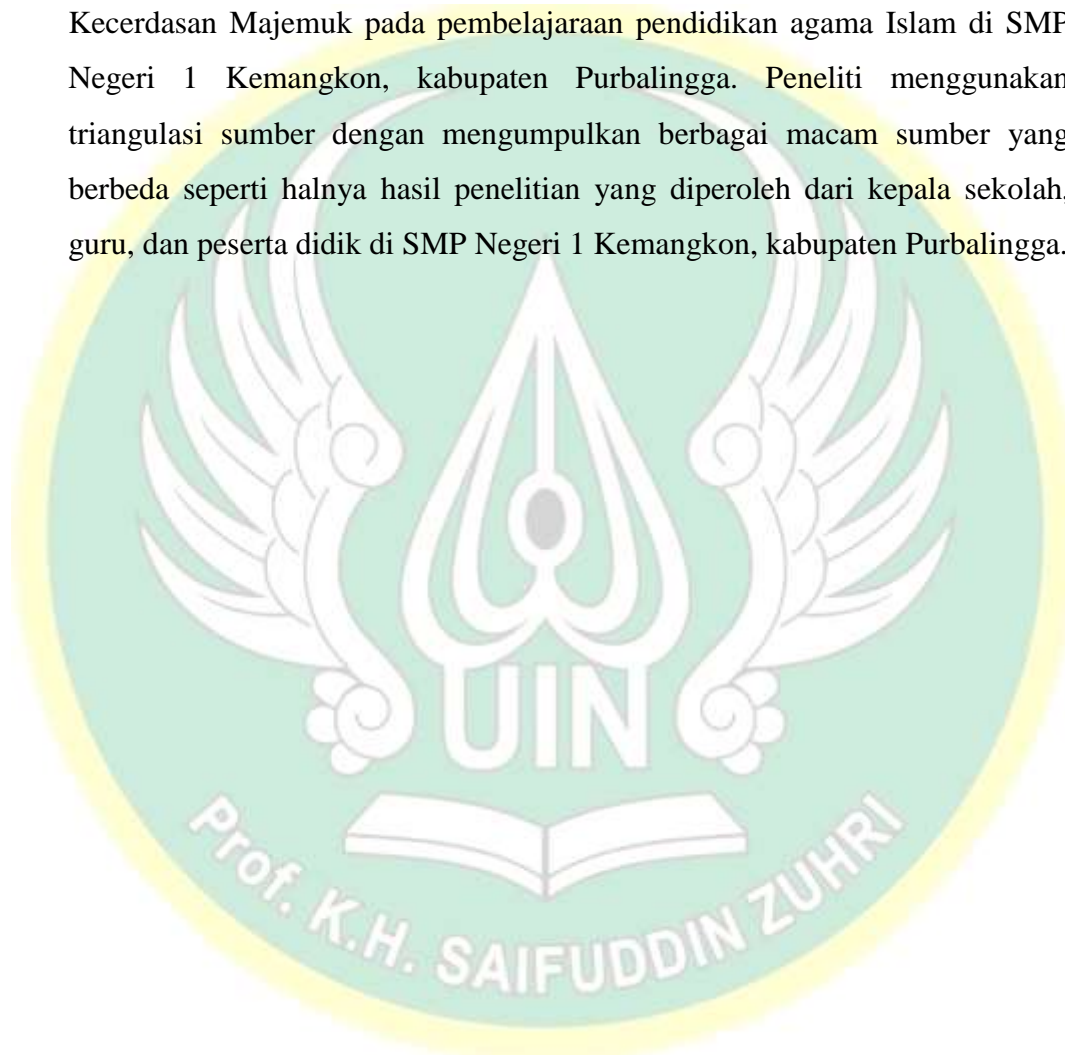 Kecerdasan Majemuk pada pembelajaraan pendidikan agama Islam di SMP
Negeri 1 Kemangkon, kabupaten Purbalingga. Peneliti menggunakan
triangulasi sumber dengan mengumpulkan berbagai macam sumber yang
berbeda seperti halnya hasil penelitian yang diperoleh dari kepala sekolah,
guru, dan peserta didik di SMP Negeri 1 Kemangkon, kabupaten Purbalingga.
UIN
Prof. K.H. SAIFUDDIN ZUHRI